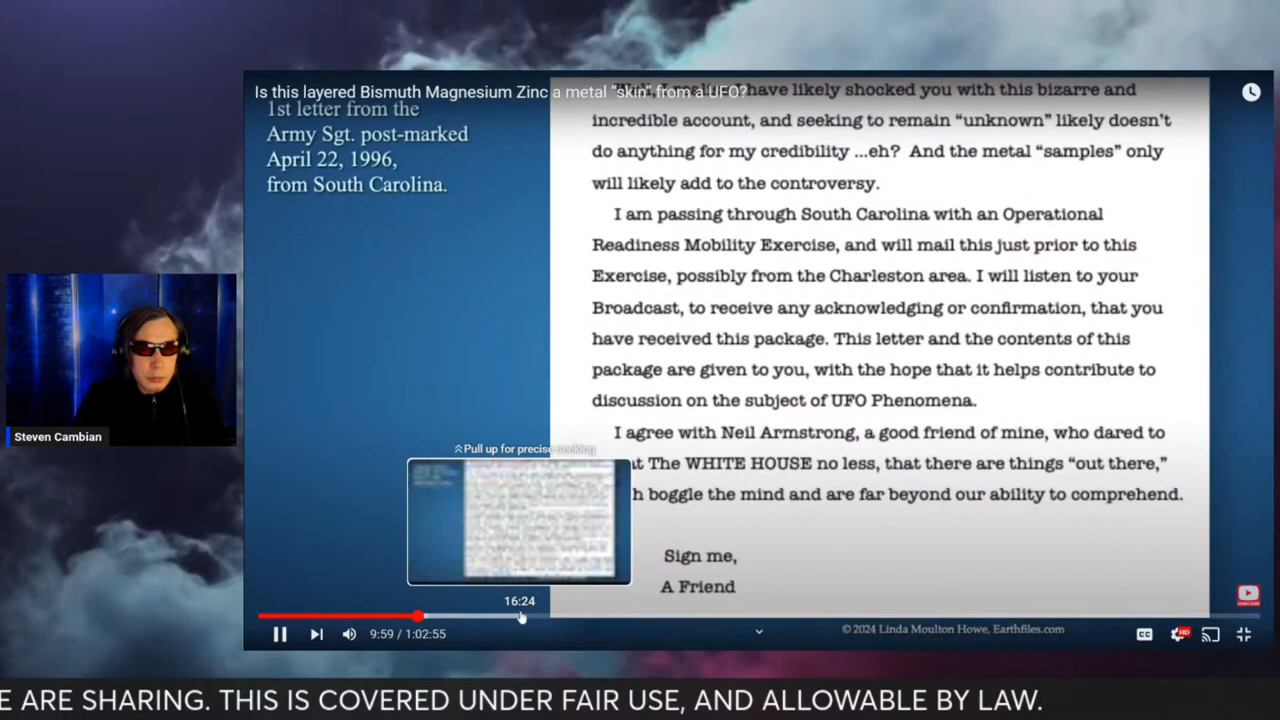 Is this layered Bismuth Magnesium Zinc a metal "skin" from a UFO?
1st letter from the
Army Sgt. post-marked
April 22, 1996,
from South Carolina.
have likely shocked you with this bizarre and
incredible account, and seeking to remain “unknown” likely doesn’t
do anything for my credibility ...eh? And the metal “samples” only
will likely add to the controversy.
I am passing through South Carolina with an Operational
Readiness Mobility Exercise, and will mail this just prior to this
Exercise, possibly from the Charleston area. I will listen to your
Broadcast, to receive any acknowledging or confirmation, that you
have received this package. This letter and the contents of this
package are given to you, with the hope that it helps contribute to
discussion on the subject of UFO Phenomena.
I agree with Neil Armstrong, a good friend of mine, who dared to
at The WHITE HOUSE no less, that there are things “out there,”
h boggle the mind and are far beyond our ability to comprehend.
Sign me,
A Friend
Steven Cambian
Pull up for precise seeking
16:24
9:59 / 1:02:55
© 2024 Linda Moulton Howe, Earthfiles.com
CC
HD
SUBSCRIBE
E ARE SHARING. THIS IS COVERED UNDER FAIR USE, AND ALLOWABLE BY LAW.